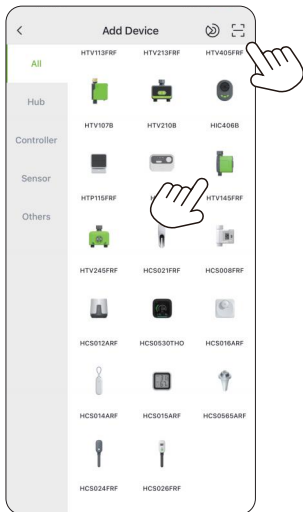 Add Device
All
Hub
Controller
Sensor
Others
HTV113FRF HTV213FRF HTV405FRF
HTV107B HTV210B HIC406B
HTP115FRF HTV145FRF
HTV245FRF HCS021FRF HCS008FRF
HCS012ARF HCS0530THO HCS016ARF
HCS014ARF HCS015ARF HCS0565ARF
HCS024FRF HCS026FRF